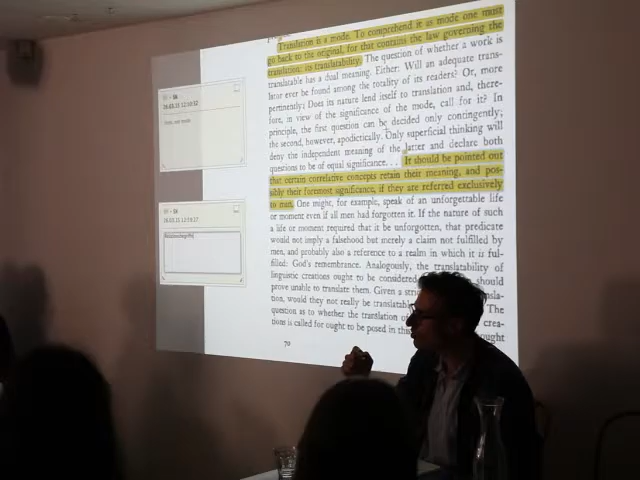 Translation is a mode. To comprehend it as mode one must
go back to the original, for that contains the law governing the
translation: its translatability. The question of whether a work is
translatable has a dual meaning. Either: Will an adequate trans-
lator ever be found among the totality of its readers? Or, more
pertinently: Does its nature lend itself to translation and, there-
fore, in view of the significance of the mode, call for it? In
principle, the first question can be decided only contingently;
the second, however, apodictically. Only superficial thinking will
deny the independent meaning of the latter and declare both
questions to be of equal significance. . . . It should be pointed out
that certain correlative concepts retain their meaning, and pos-
sibly their foremost significance, if they are referred exclusively
to man. One might, for example, speak of an unforgettable life
or moment even if all men had forgotten it. If the nature of such
a life or moment required that it be unforgotten, that predicate
would not imply a falsehood but merely a claim not fulfilled by
men, and probably also a reference to a realm in which it is ful-
filled: God's remembrance. Analogously, the translatability of
linguistic creations ought to be considered should
prove unable to translate them. Given a
tion, would they not really be translatable The
question as to whether the translation of crea-
tions is called for ought to be posed in this ought
70